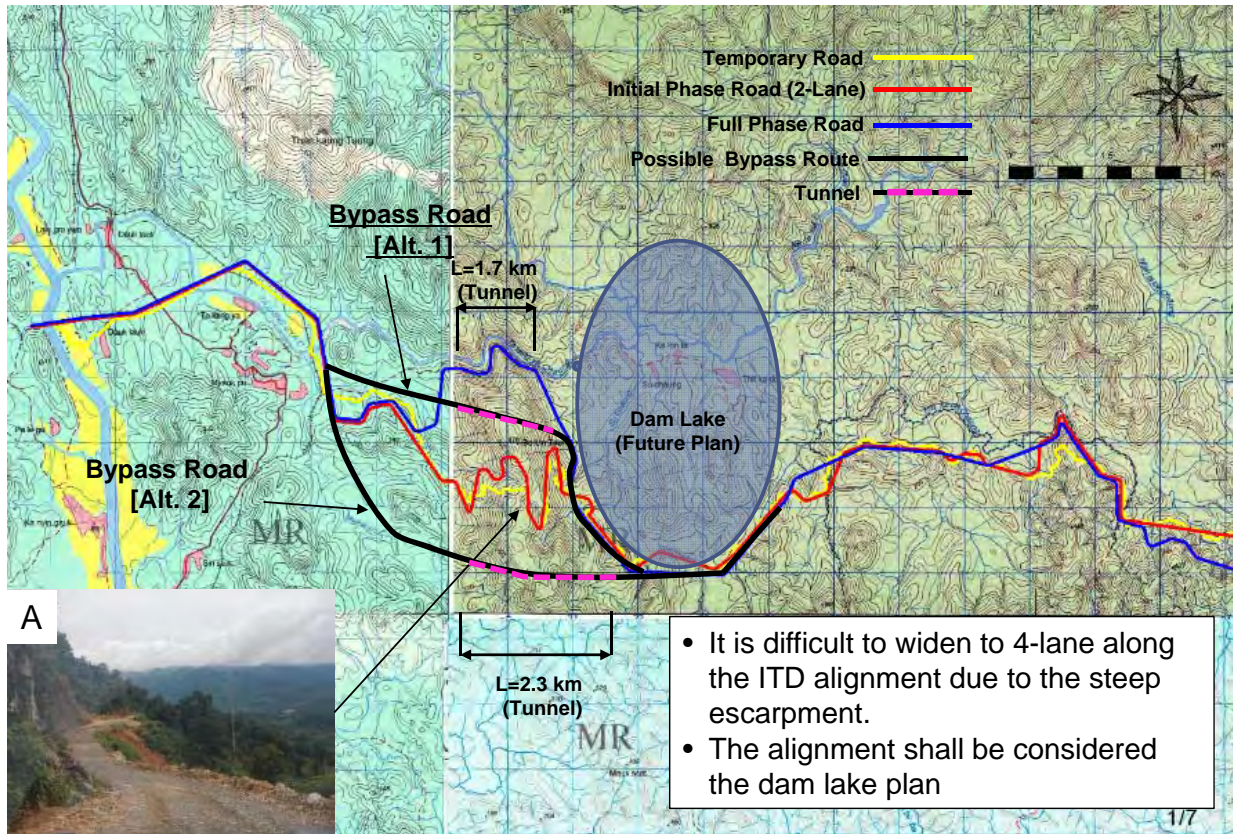 Temporary Road
Initial Phase Road (2-Lane)
Full Phase Road
Possible Bypass Route
Tunnel
Bypass Road
[Alt. 1]
L=1.7 km
(Tunnel)
Dam Lake
(Future Plan)
Bypass Road
[Alt. 2]
MR
A
L=2.3 km
(Tunnel)
MR
• It is difficult to widen to 4-lane along
the ITD alignment due to the steep
escarpment.
• The alignment shall be considered
the dam lake plan
1/7